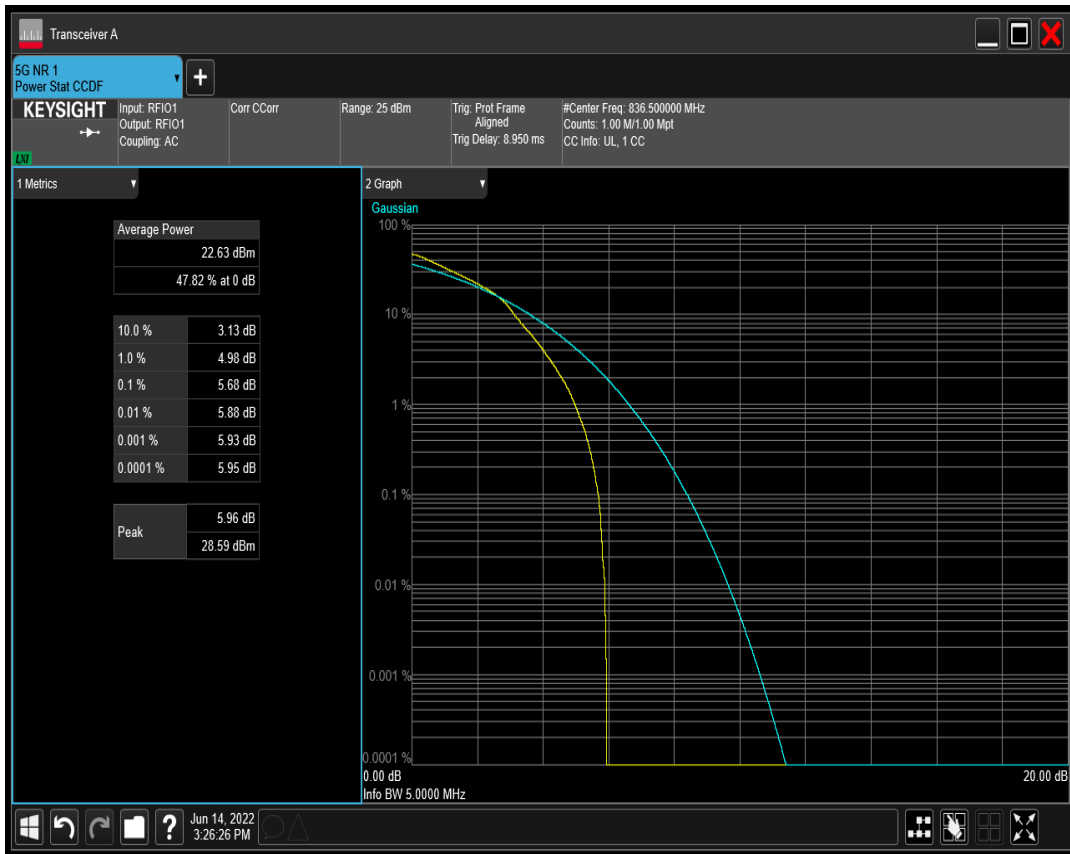 Transceiver A
5G NR 1
Power Stat CCDF
+
KEYSIGHT
LXI
Input: RFIO1
Output: RFIO1
Coupling: AC
Corr CCorr
Range: 25 dBm
Trig: Prot Frame
Aligned
Trig Delay: 8.950 ms
#Center Freq: 836.500000 MHz
Counts: 1.00 M/1.00 Mpt
CC Info: UL, 1 CC
1 Metrics
Average Power
22.63 dBm
47.82 % at 0 dB
10.0 % 3.13 dB
1.0 % 4.98 dB
0.1 % 5.68 dB
0.01 % 5.88 dB
0.001 % 5.93 dB
0.0001 % 5.95 dB
Peak
5.96 dB
28.59 dBm
2 Graph
Gaussian
100 %
10 %
1 %
0.1 %
0.01 %
0.001 %
0.0001 %
0.00 dB 20.00 dB
Info BW 5.0000 MHz
?
Jun 14, 2022
3:26:26 PM